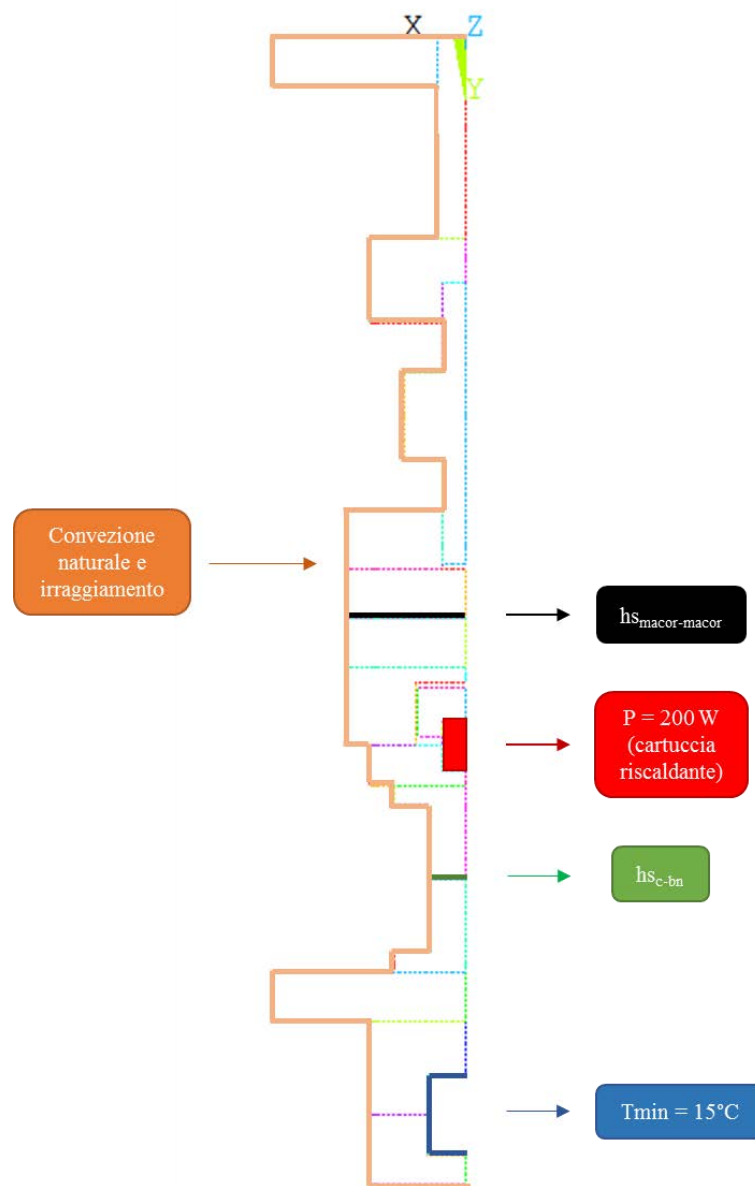 X Z
Y
Convezione
naturale e
irraggiamento
hsmacor-macor
P = 200 W
(cartuccia
riscaldante)
hsc-bn
Tmin = 15°C